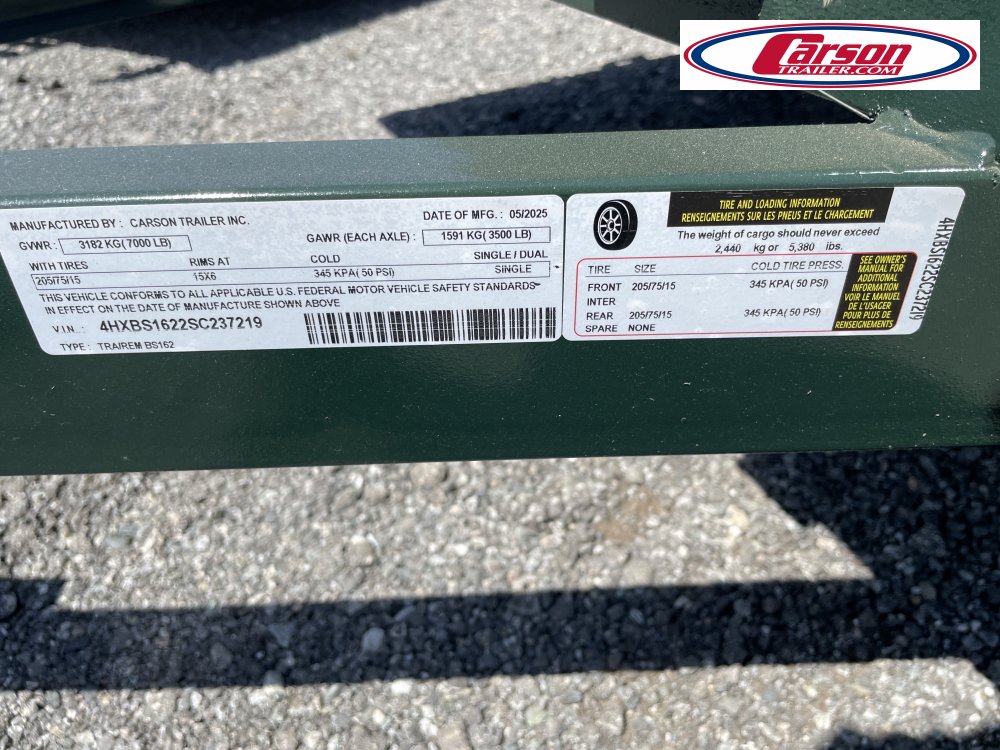 Carson
TRAILER.COM
MANUFACTURED BY : CARSON TRAILER INC.
DATE OF MFG. : 05/2025
GVWR : 3182 KG( 7000 LB)
GAWR (EACH AXLE) : 1591 KG( 3500 LB)
WITH TIRES RIMS AT COLD SINGLE / DUAL
205/75/15 15X6 345 KPA( 50 PSI) SINGLE
THIS VEHICLE CONFORMS TO ALL APPLICABLE U.S. FEDERAL MOTOR VEHICLE SAFETY STANDARDS
IN EFFECT ON THE DATE OF MANUFACTURE SHOWN ABOVE
V.I.N. : 4HXBS1622SC237219
TYPE : TRA/REM BS162
TIRE AND LOADING INFORMATION
RENSEIGNEMENTS SUR LES PNEUS ET LE CHARGEMENT
The weight of cargo should never exceed
2,440 kg or 5,380 lbs.
TIRE SIZE COLD TIRE PRESS.
FRONT 205/75/15 345 KPA( 50 PSI)
INTER
REAR 205/75/15 345 KPA( 50 PSI)
SPARE NONE
SEE OWNER'S
MANUAL FOR
ADDITIONAL
INFORMATION
VOIR LE MANUEL
DE L'USAGER
POUR PLUS DE
RENSEIGNEMENTS
4HXBS1622SC237219